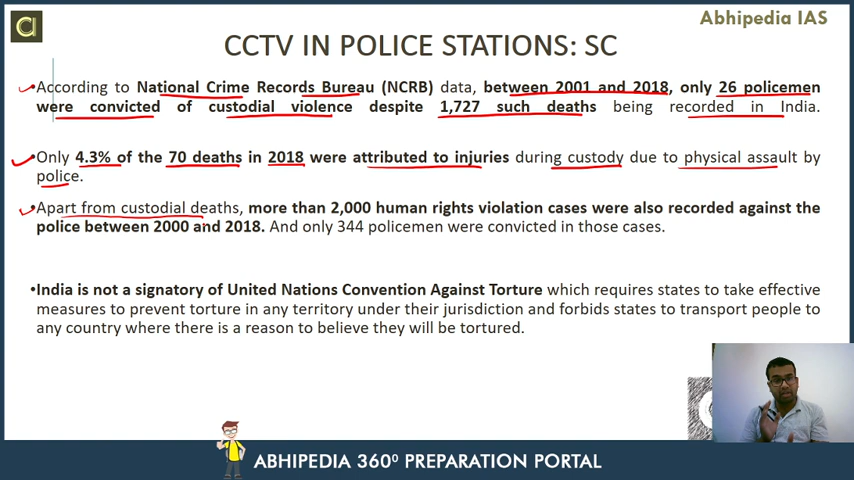 Abhipedia IAS
CCTV IN POLICE STATIONS: SC
•According to National Crime Records Bureau (NCRB) data, between 2001 and 2018, only 26 policemen
were convicted of custodial violence despite 1,727 such deaths being recorded in India.
•Only 4.3% of the 70 deaths in 2018 were attributed to injuries during custody due to physical assault by
police.
•Apart from custodial deaths, more than 2,000 human rights violation cases were also recorded against the
police between 2000 and 2018. And only 344 policemen were convicted in those cases.
•India is not a signatory of United Nations Convention Against Torture which requires states to take effective
measures to prevent torture in any territory under their jurisdiction and forbids states to transport people to
any country where there is a reason to believe they will be tortured.
ABHIPEDIA 360⁰ PREPARATION PORTAL